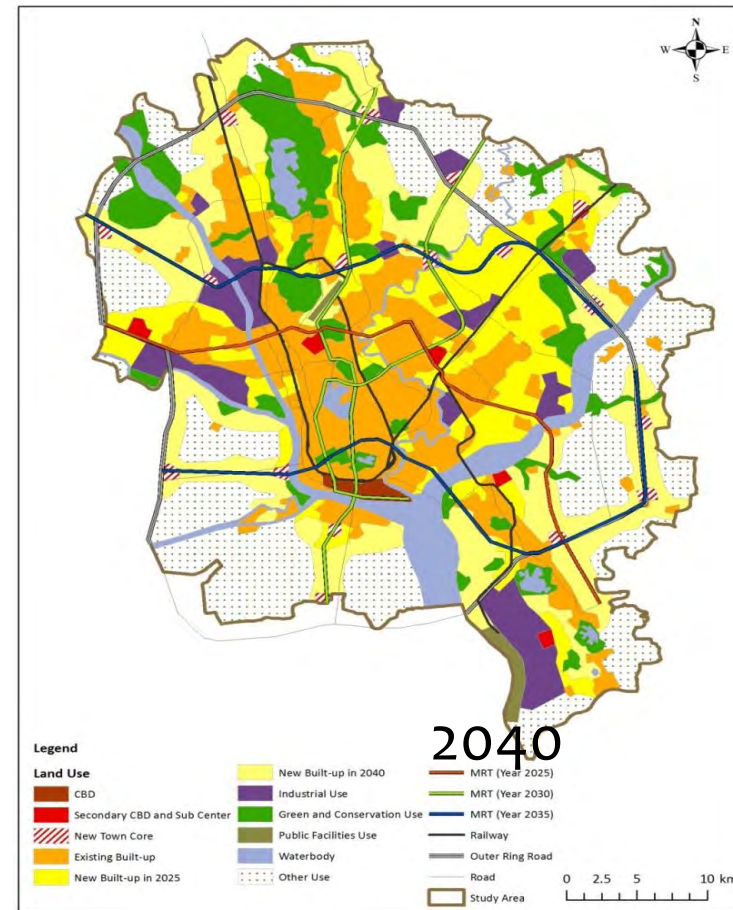 N
W E
S
2040
Legend
Land Use
CBD
Secondary CBD and Sub Center
New Town Core
Existing Built-up
New Built-up in 2025
New Built-up in 2040
Industrial Use
Green and Conservation Use
Public Facilities Use
Waterbody
Other Use
MRT (Year 2025)
MRT (Year 2030)
MRT (Year 2035)
Railway
Outer Ring Road
Road
Study Area
0 2.5 5 10 km